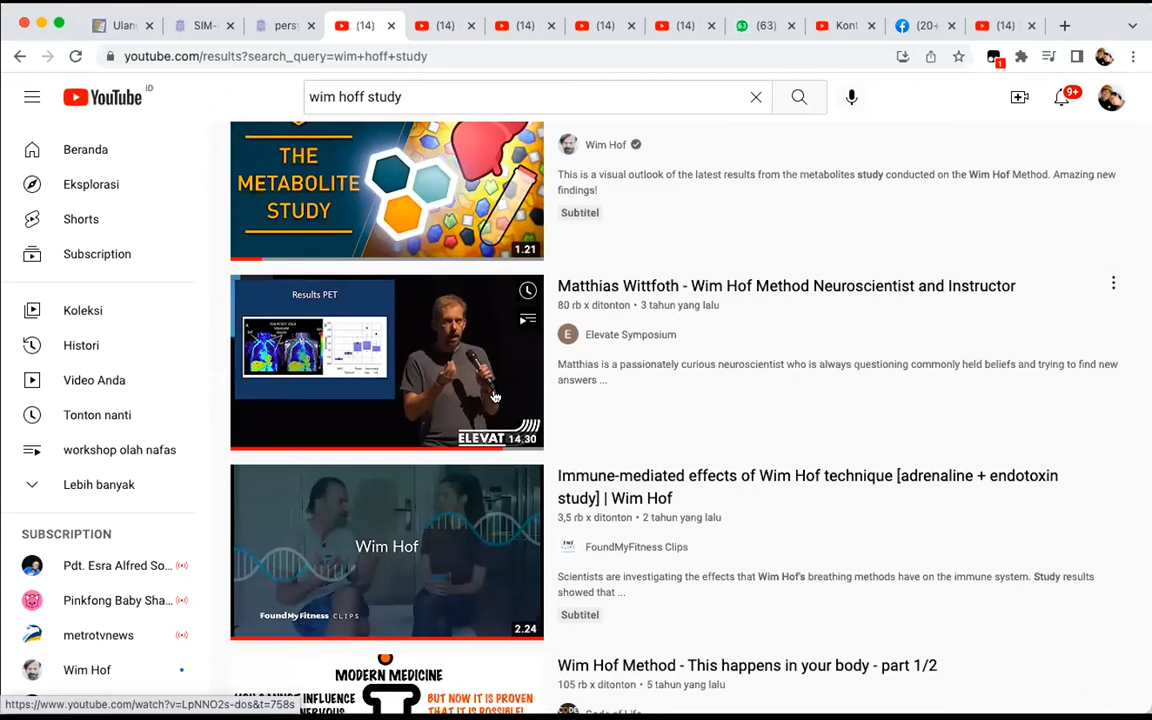 Ulan
SIM-
persy
(14)
(14)
(14)
(14)
(14)
(63)
Kont
(20+
(14)
youtube.com/results?search_query=wim+hoff+study
1
YouTube ID
wim hoff study
9+
Beranda
Eksplorasi
Shorts
Subscription
Koleksi
Histori
Video Anda
Tonton nanti
workshop olah nafas
Lebih banyak
SUBSCRIPTION
Pdt. Esra Alfred So...
Pinkfong Baby Sha...
metrotvnews
Wim Hof
THE
METABOLITE
STUDY
1.21
Wim Hof
This is a visual outlook of the latest results from the metabolites study conducted on the Wim Hof Method. Amazing new
findings!
Subtitel
Results PET
ELEVAT
14.30
Matthias Wittfoth - Wim Hof Method Neuroscientist and Instructor
80 rb x ditonton • 3 tahun yang lalu
E
Elevate Symposium
Matthias is a passionately curious neuroscientist who is always questioning commonly held beliefs and trying to find new
answers ...
Wim Hof
FOUNDMYFITNESS CLIPS
2.24
Immune-mediated effects of Wim Hof technique [adrenaline + endotoxin
study] | Wim Hof
3,5 rb x ditonton • 2 tahun yang lalu
FoundMyFitness Clips
Scientists are investigating the effects that Wim Hof's breathing methods have on the immune system. Study results
showed that ...
Subtitel
MODERN MEDICINE
INFLUENCE
BUT NOW IT IS PROVEN
THAT IT IS POSSIBLE!
Wim Hof Method - This happens in your body - part 1/2
105 rb x ditonton • 5 tahun yang lalu
Code of Life
https://www.youtube.com/watch?v=LpNNO2s-dos&t=758s